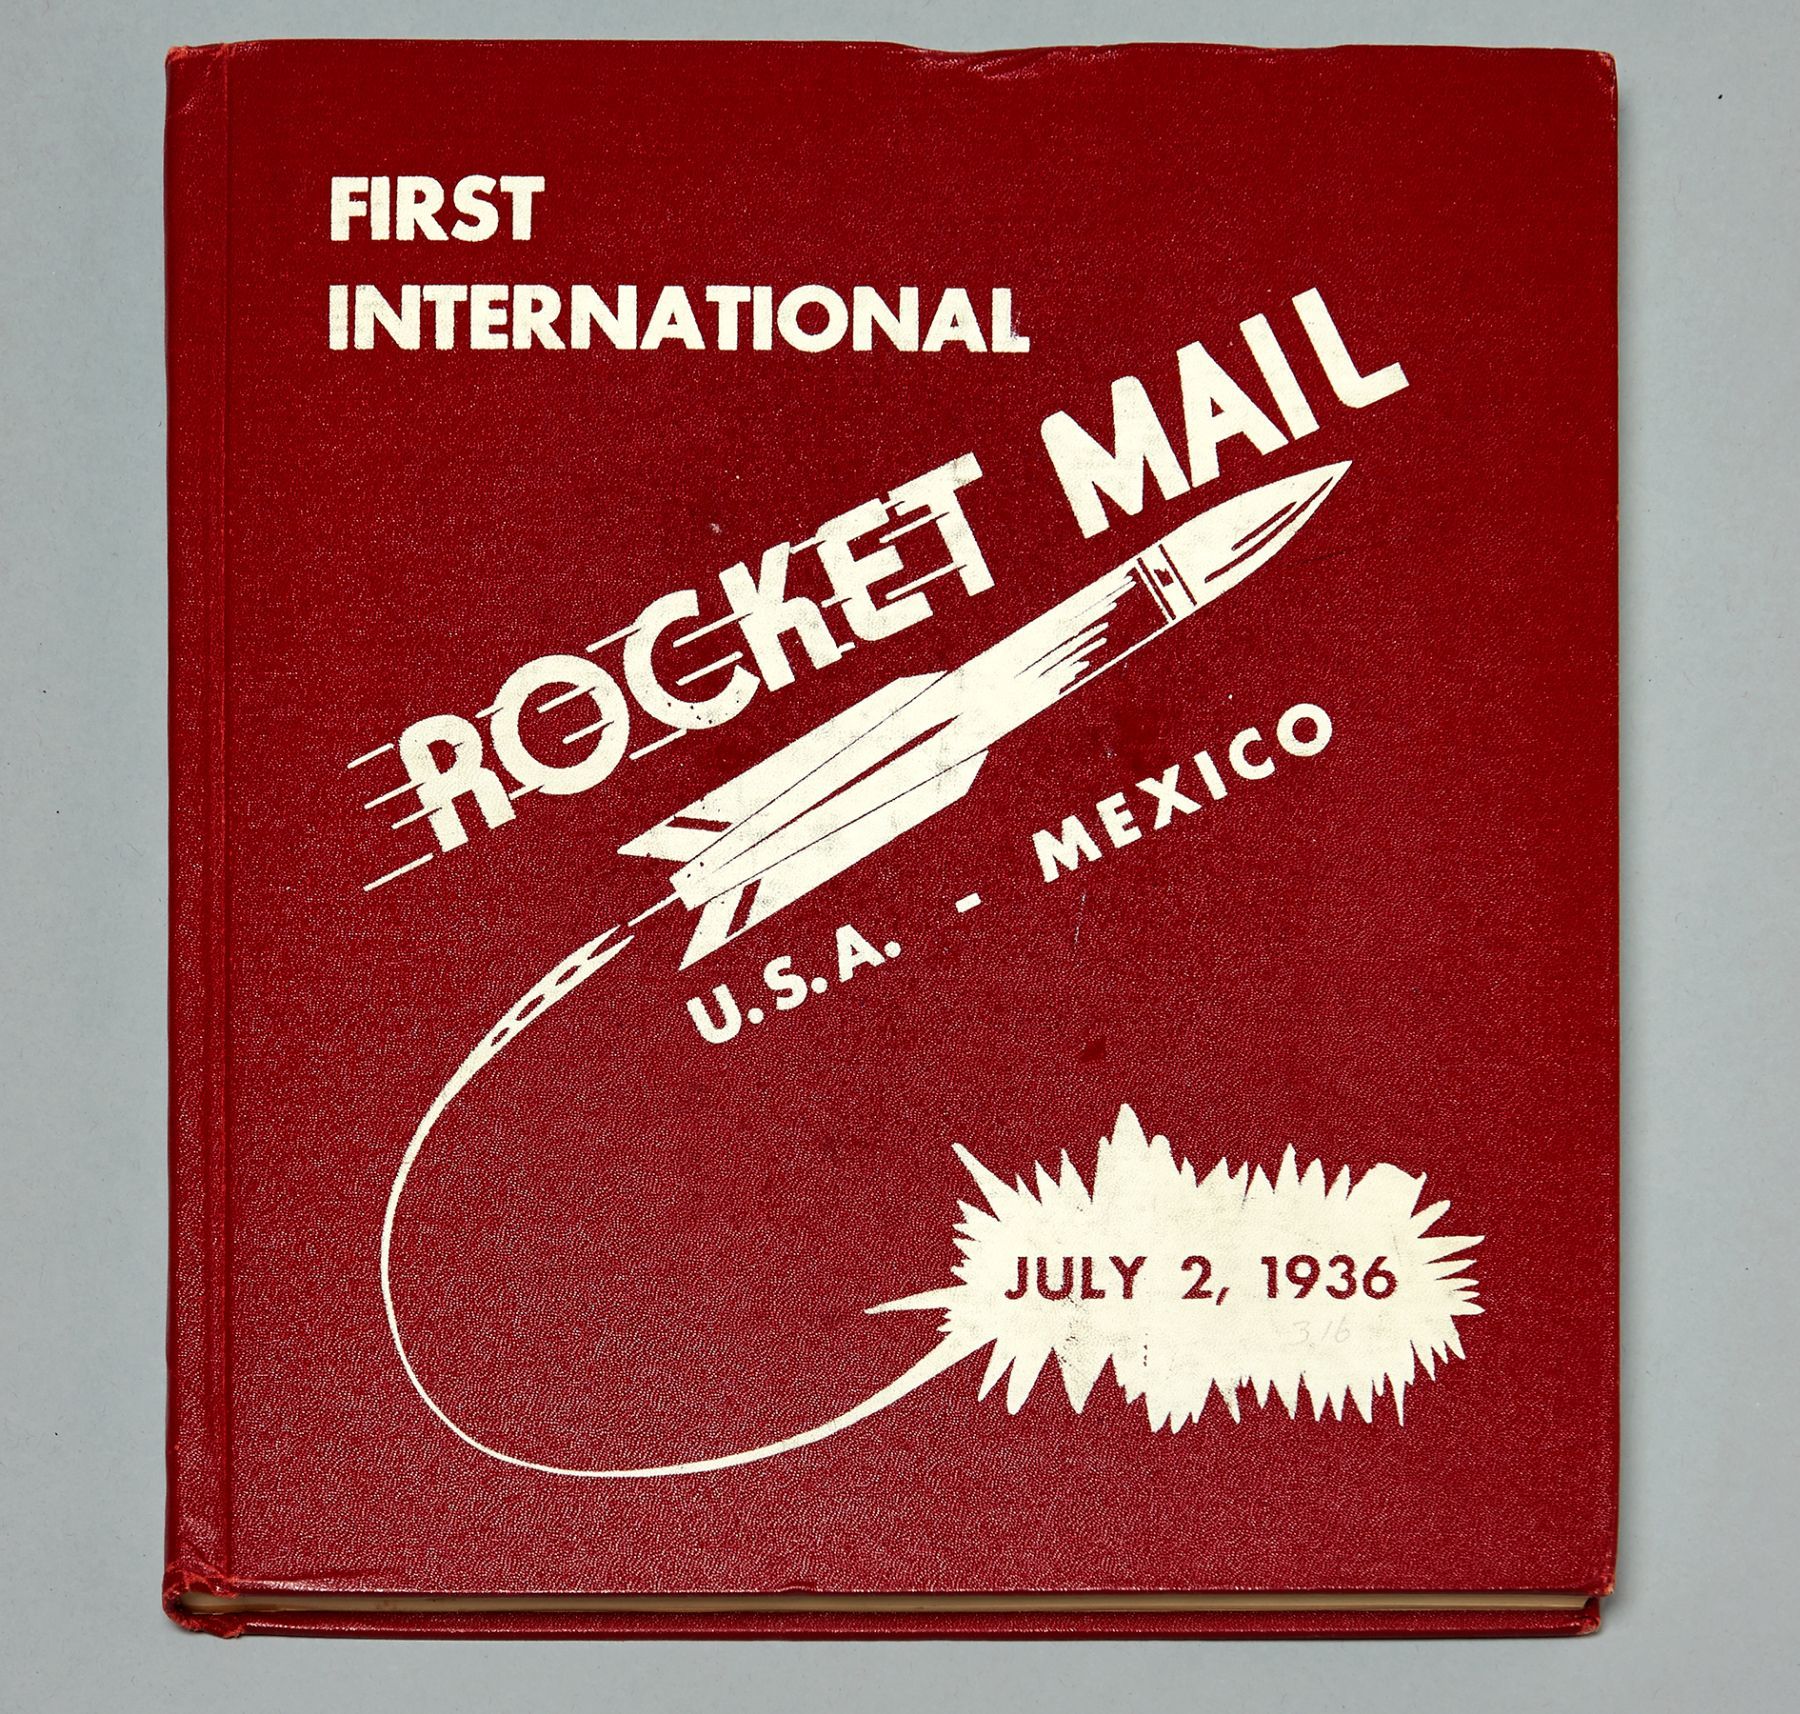 FIRST
INTERNATIONAL
ROCKET MAIL
U.S.A. - MEXICO
JULY 2, 1936
316